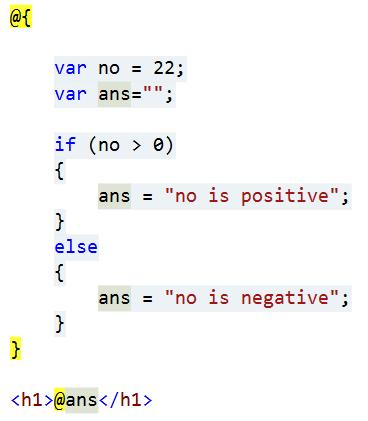 @{
var no = 22;
var ans="";
if (no > 0)
{
ans = "no is positive";
}
else
{
ans = "no is negative";
}
}
<h1>@ans</h1>